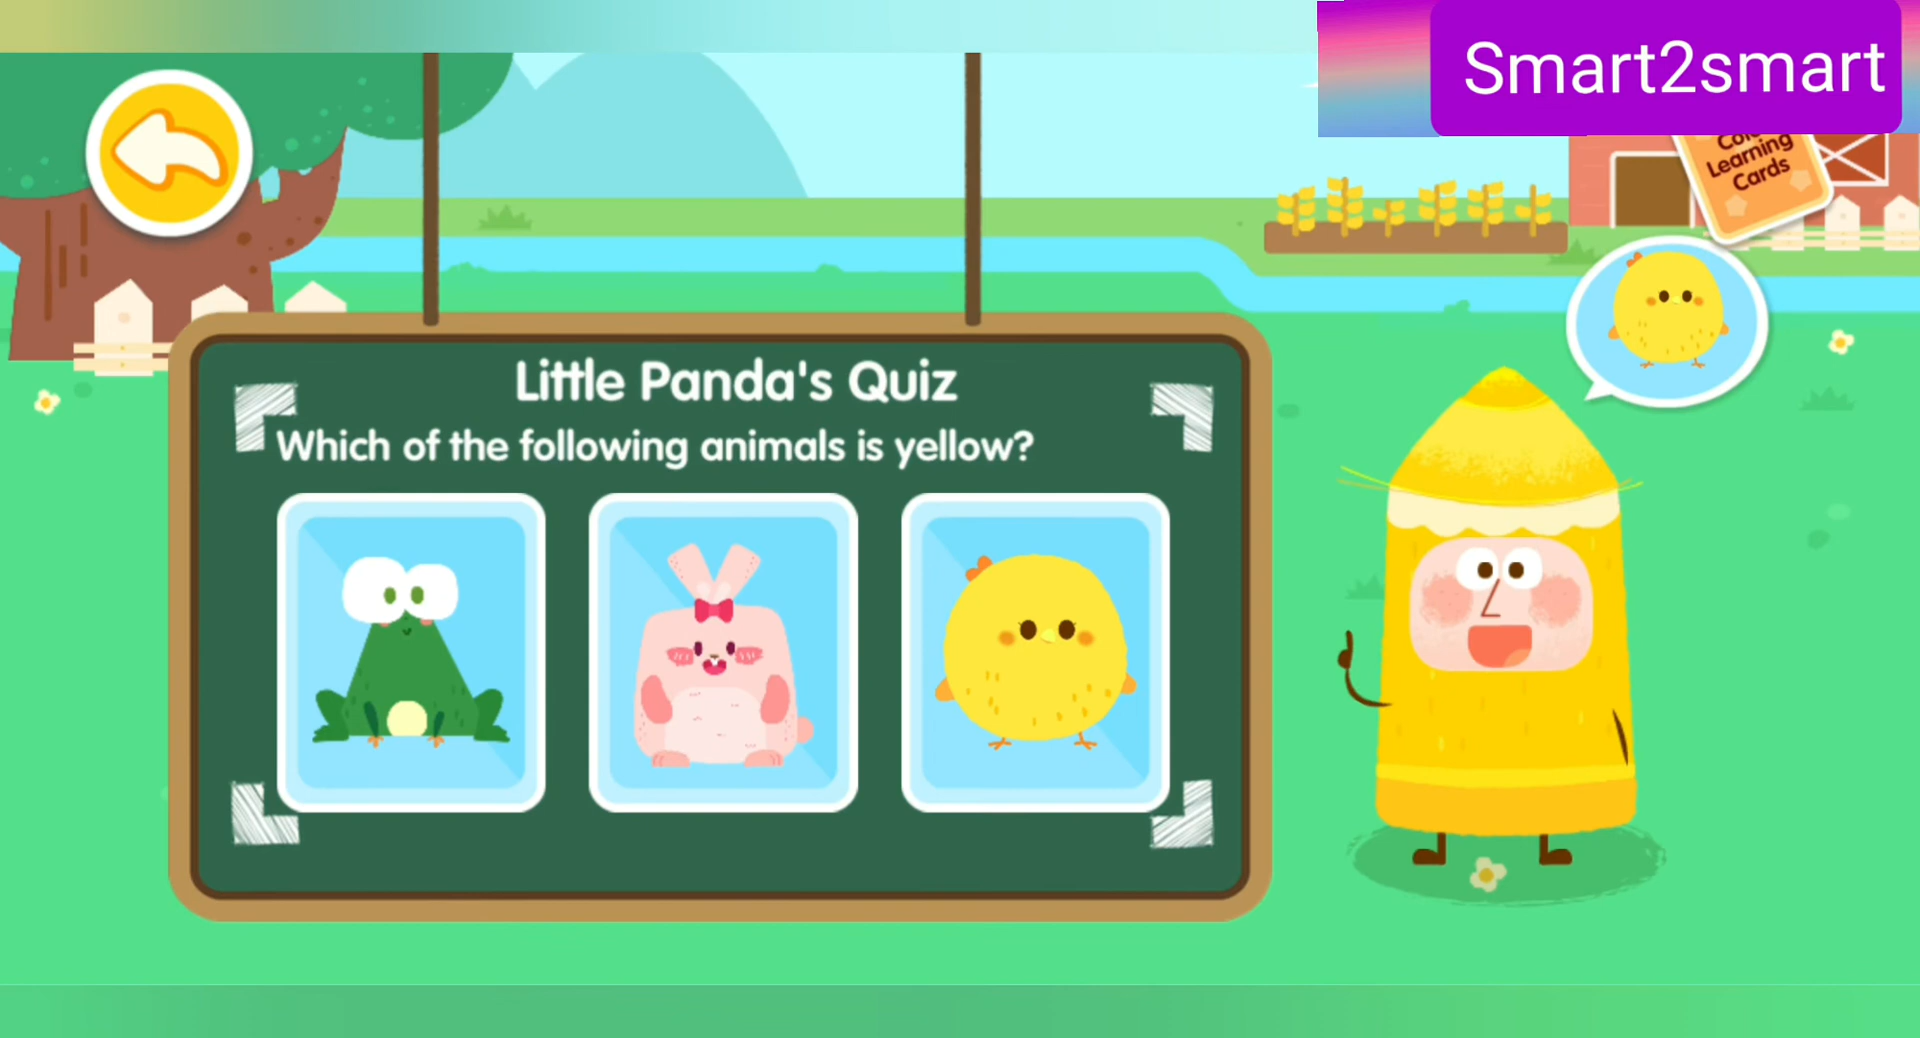 Smart2smart
Learning
Cards
Little Panda's Quiz
Which of the following animals is yellow?